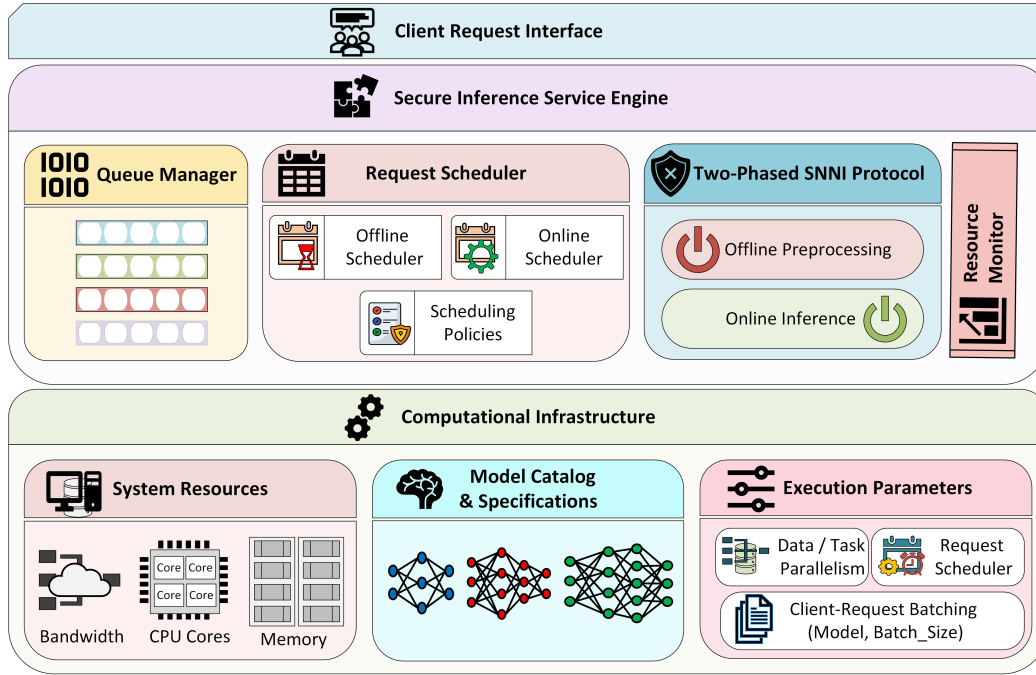 Client Request Interface
Secure Inference Service Engine
IOIO
IOIO
Queue Manager
Request Scheduler
Offline
Scheduler
Online
Scheduler
Scheduling
Policies
Two-Phased SNNI Protocol
Offline Preprocessing
Online Inference
Resource
Monitor
Computational Infrastructure
System Resources
Core Core
Core Core
Bandwidth
CPU Cores
Memory
Model Catalog
& Specifications
Execution Parameters
Data / Task
Parallelism
Request
Scheduler
Client-Request Batching
(Model, Batch_Size)